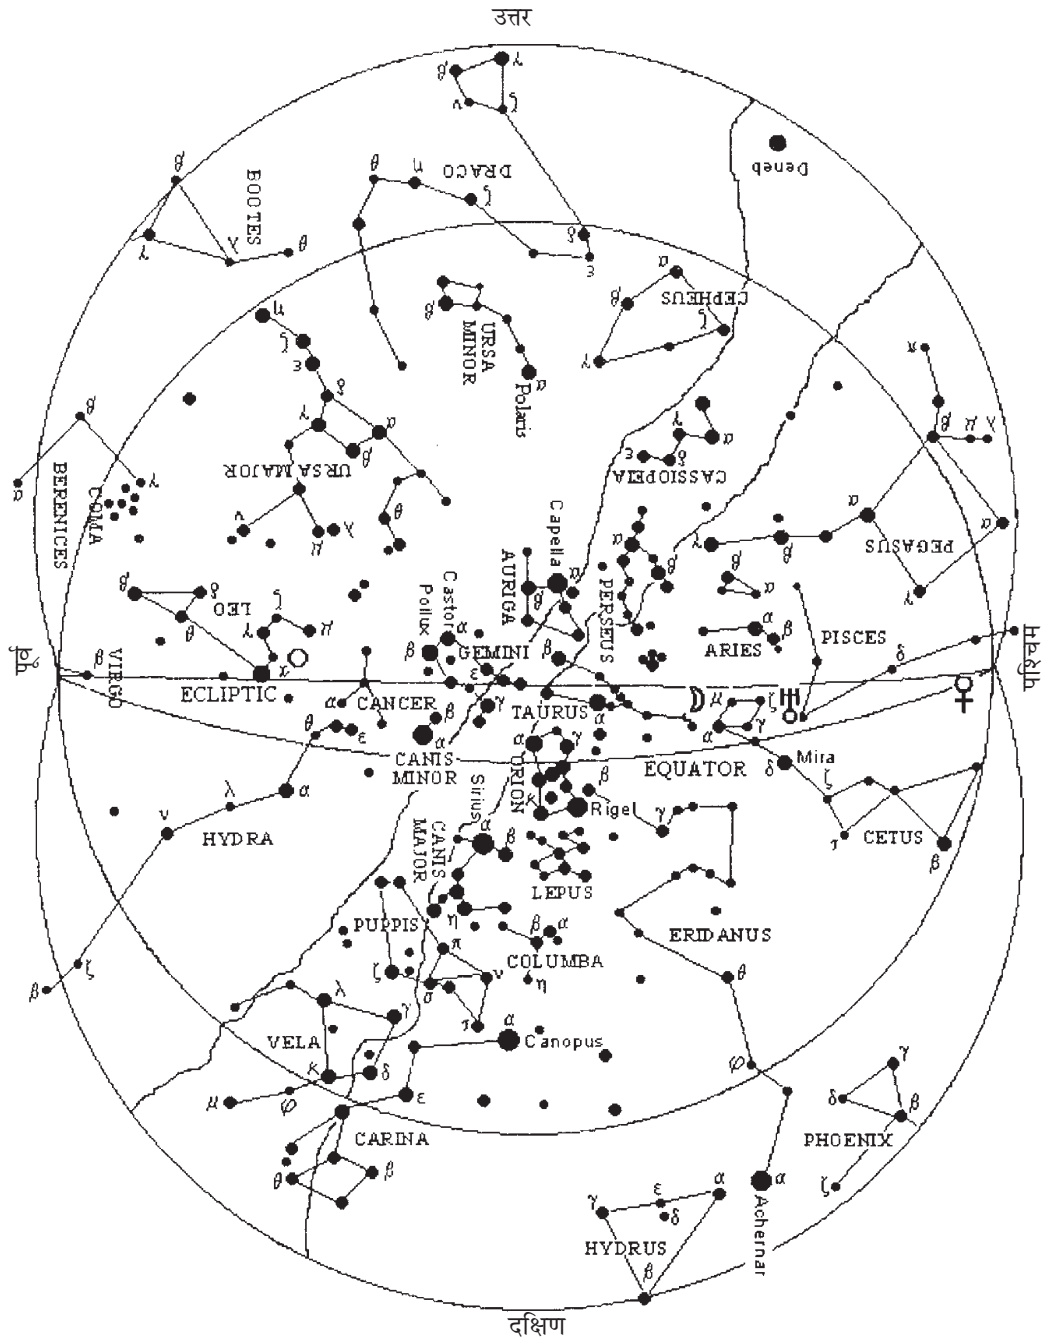 उत्तर
β γ
ν ζ
Deneb
θ η DRACO ζ
β
BOOTES
γ λ θ
δ
ε
α
CEPHEUS
β ζ
γ
β
URSA MINOR
α
Polaris
η
ζ
ε
δ
γ α
β
URSA MAJOR
ν μ λ
θ
π
β μ λ
γ α
ε δ
CASSIOPEIA
β
α γ
BERENICES
COMA
α
γ β
PEGASUS
α
γ
Capella
α
AURIGA
β
PERSEUS
β
β δ
LEO
θ
ζ
γ μ
α
Castor
Pollux
α
β
GEMINI
ε
γ
β
α
α
β
ARIES
PISCES
δ
पूर्व
पश्चिम
β
VIRGO
ECLIPTIC
α
CANCER
θ ε
β
α
CANIS
MINOR
β
TAURUS
α
μ ζ
α γ
α γ
ORION
κ
β
Rigel
EQUATOR
δ
Mira
ζ
τ
CETUS
β
ν λ α
HYDRA
β ζ
Sirius
α
β
CANIS
MAJOR
η
LEPUS
γ
ERIDANUS
θ
φ
PUPPIS
π
ζ σ ν
τ
β α
COLUMBA
η
λ
γ
VELA
κ δ
μ φ
α
Canopus
ε
CARINA
θ β
γ
δ β
PHOENIX
ζ
α
Achernar
γ ε α
δ
HYDRUS
β
दक्षिण